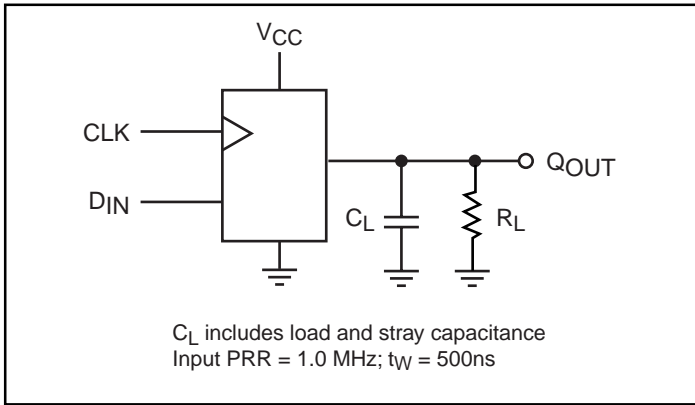 VCC
CLK
QOUT
DIN
CL
RL
CL includes load and stray capacitance
Input PRR = 1.0 MHz; tW = 500ns